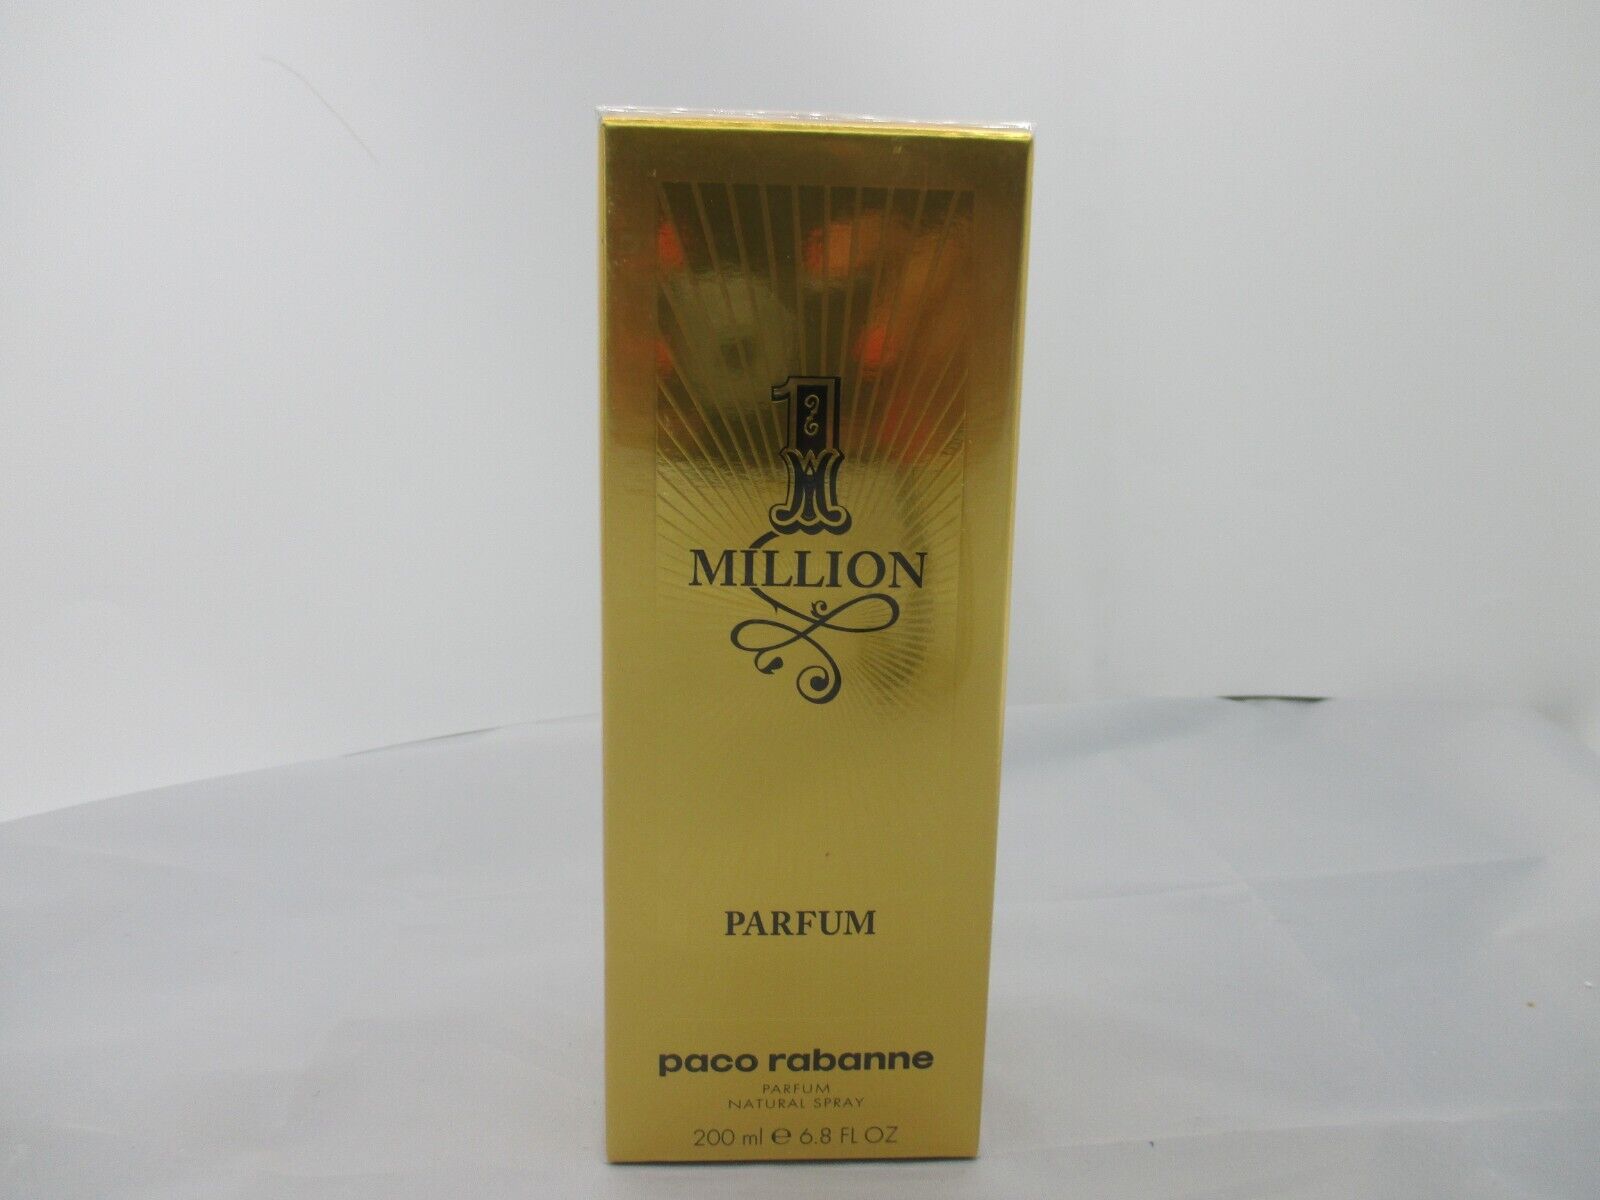 1
MILLION
PARFUM
paco rabanne
PARFUM
NATURAL SPRAY
200 ml ℮ 6.8 FL OZ